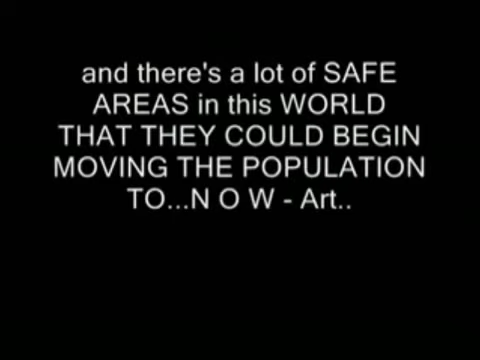 and there's a lot of SAFE
AREAS in this WORLD
THAT THEY COULD BEGIN
MOVING THE POPULATION
TO...N O W - Art..